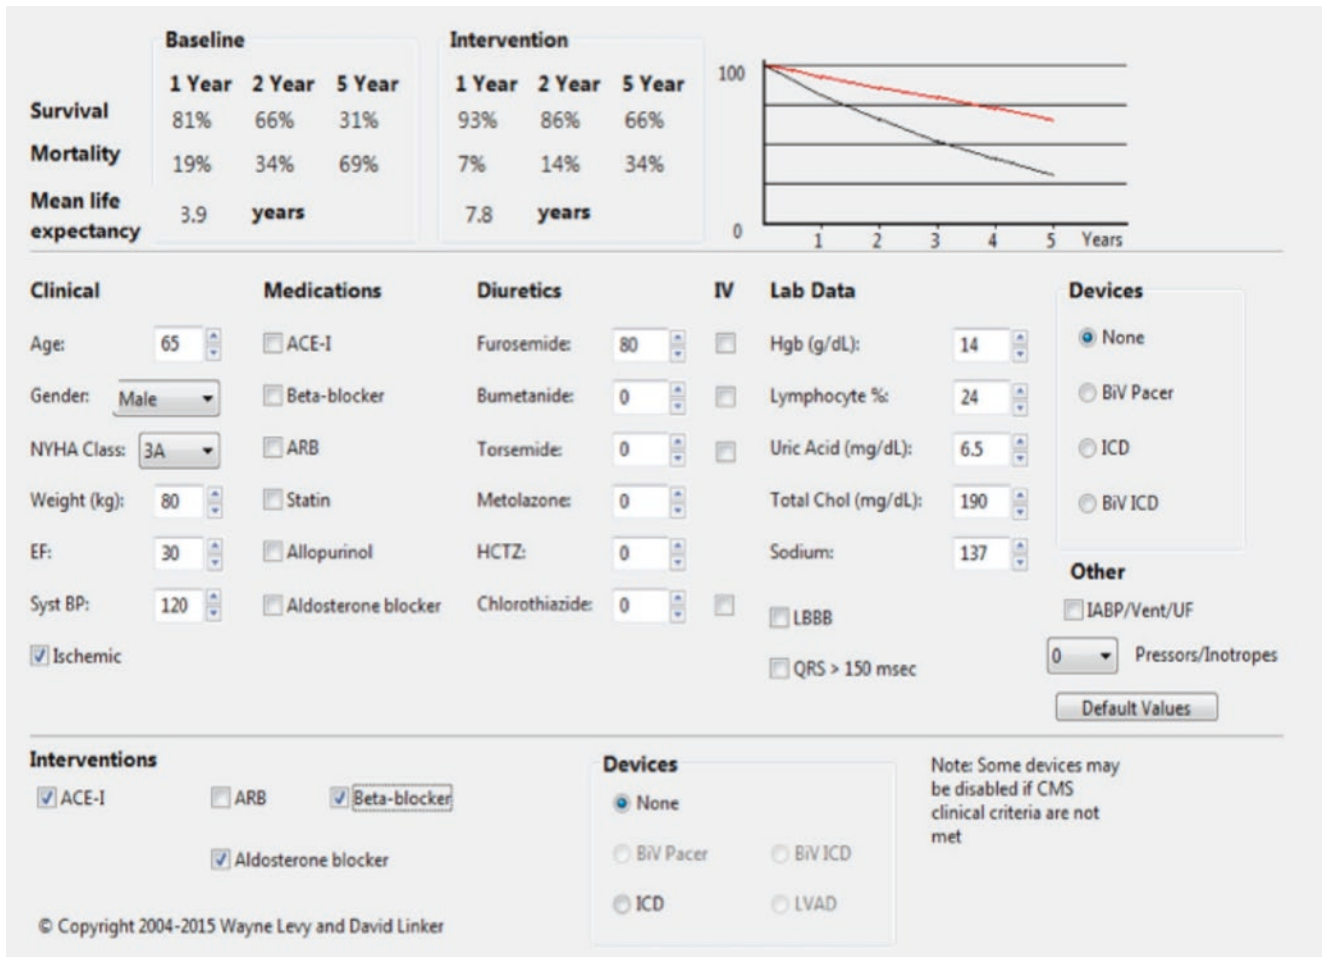 Baseline Intervention
1 Year 2 Year 5 Year 1 Year 2 Year 5 Year
100
Survival 81% 66% 31% 93% 86% 66%
Mortality 19% 34% 69% 7% 14% 34%
Mean life
expectancy 3.9 years 7.8 years
0
1 2 3 4 5 Years
Clinical Medications Diuretics IV Lab Data Devices
Age: 65 ACE-I Furosemide: 80 Hgb (g/dL): 14 None
Gender: Male Beta-blocker Bumetanide: 0 Lymphocyte %: 24 BiV Pacer
NYHA Class: 3A ARB Torsemide: 0 Uric Acid (mg/dL): 6.5 ICD
Weight (kg): 80 Statin Metolazone: 0 Total Chol (mg/dL): 190 BiV ICD
EF: 30 Allopurinol HCTZ: 0 Sodium: 137
Other
Syst BP: 120 Aldosterone blocker Chlorothiazide: 0 LBBB IABP/Vent/UF
Ischemic QRS > 150 msec 0 Pressors/Inotropes
Default Values
Interventions
ACE-I ARB Beta-blocker
Aldosterone blocker
Devices
None
BiV Pacer BiV ICD
ICD LVAD
Note: Some devices may
be disabled if CMS
clinical criteria are not
met
© Copyright 2004-2015 Wayne Levy and David Linker